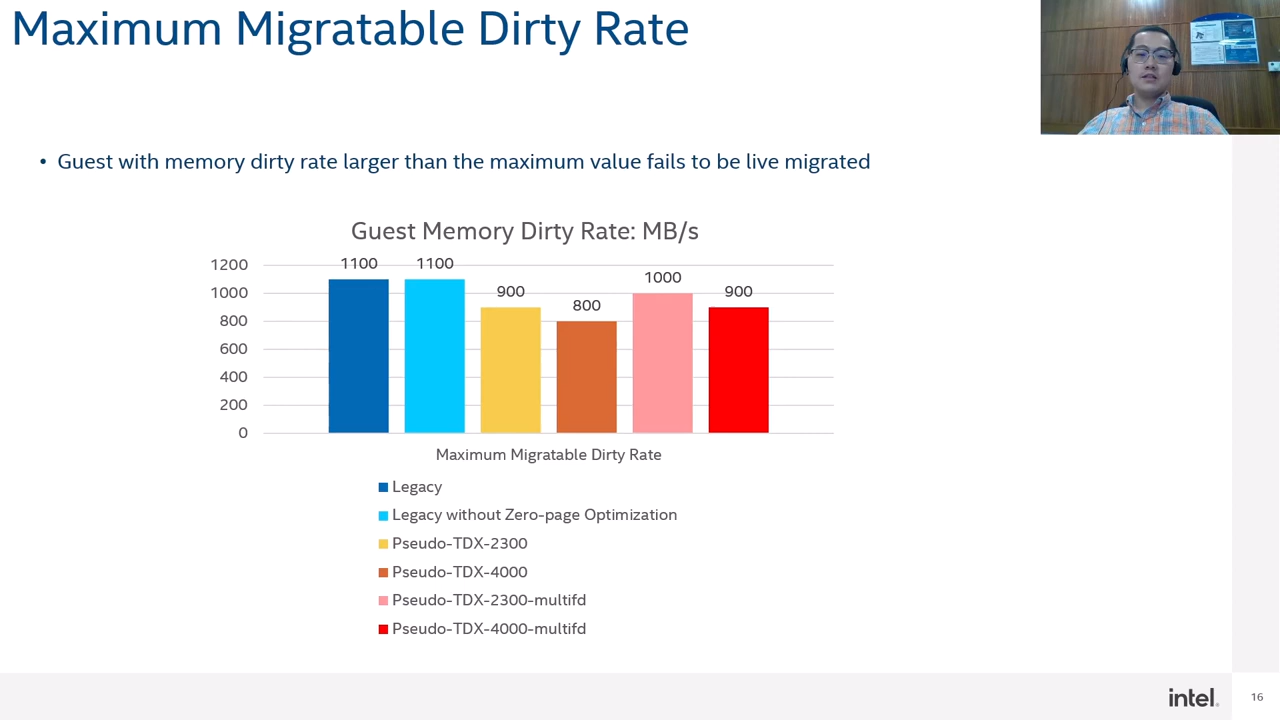 Maximum Migratable Dirty Rate
• Guest with memory dirty rate larger than the maximum value fails to be live migrated
Guest Memory Dirty Rate: MB/s
1200
1000
800
600
400
200
0
1100
1100
900
800
1000
900
Maximum Migratable Dirty Rate
Legacy
Legacy without Zero-page Optimization
Pseudo-TDX-2300
Pseudo-TDX-4000
Pseudo-TDX-2300-multifd
Pseudo-TDX-4000-multifd
intel.
16